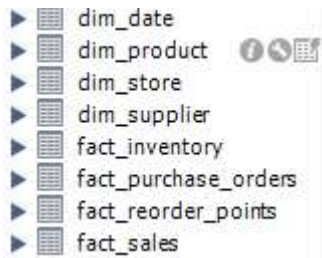 dim_date
dim_product
dim_store
dim_supplier
fact_inventory
fact_purchase_orders
fact_reorder_points
fact_sales